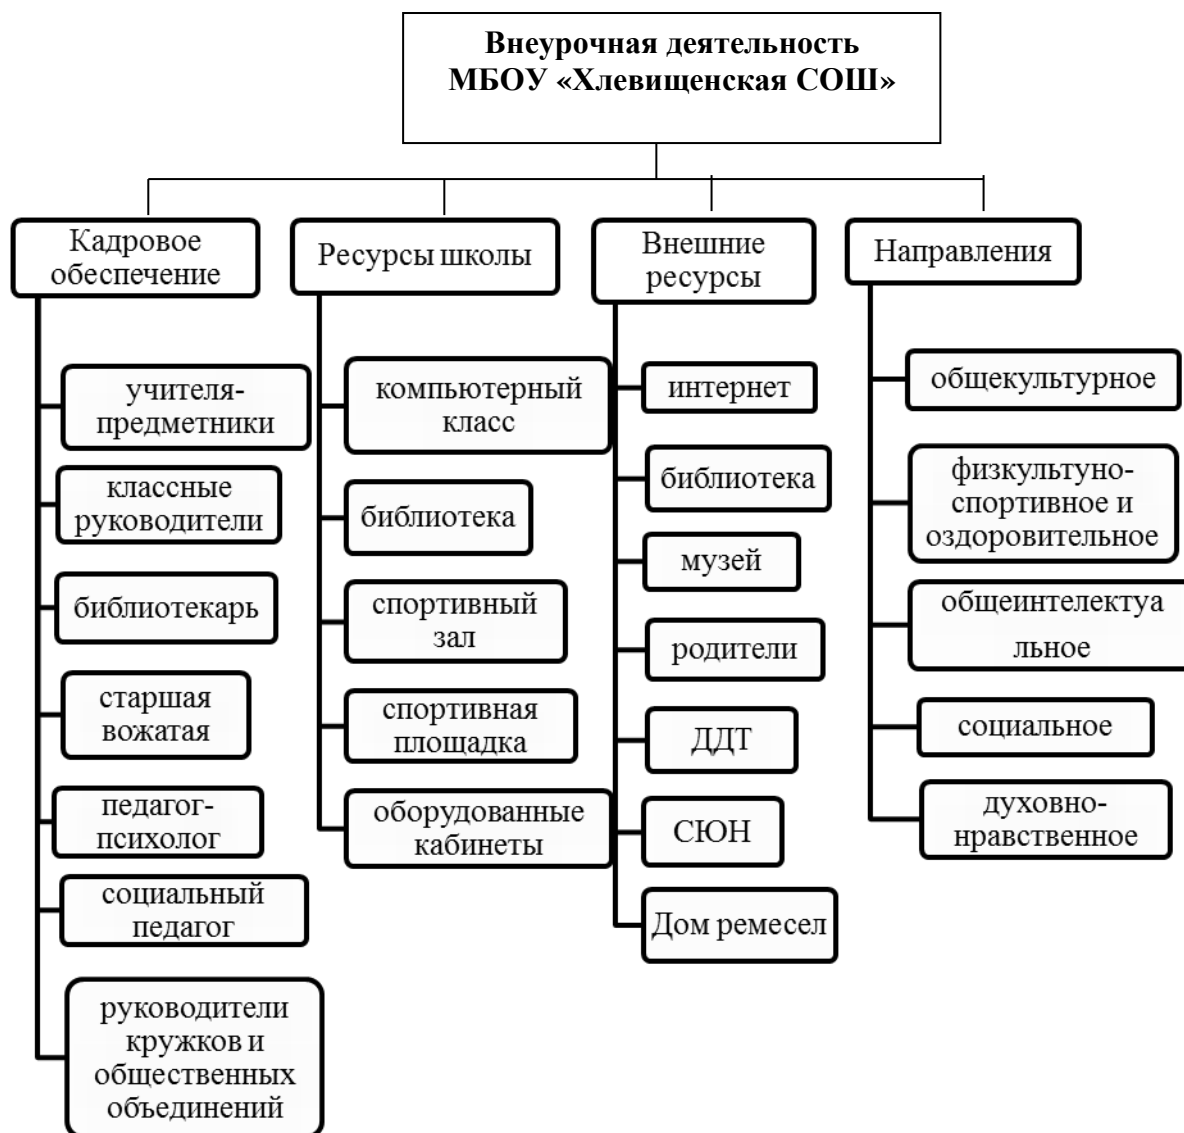 Внеурочная деятельность
МБОУ «Хлевищенская СОШ»
Кадровое
обеспечение
учителя-
предметники
классные
руководители
библиотекарь
старшая
вожатая
педагог-
психолог
социальный
педагог
руководители
кружков и
общественных
объединений
Ресурсы школы
компьютерный
класс
библиотека
спортивный
зал
спортивная
площадка
оборудованные
кабинеты
Внешние
ресурсы
интернет
библиотека
музей
родители
ДДТ
СЮН
Дом ремесел
Направления
общекультурное
физкультуно-
спортивное и
оздоровительное
общеинтелектуа
льное
социальное
духовно-
нравственное